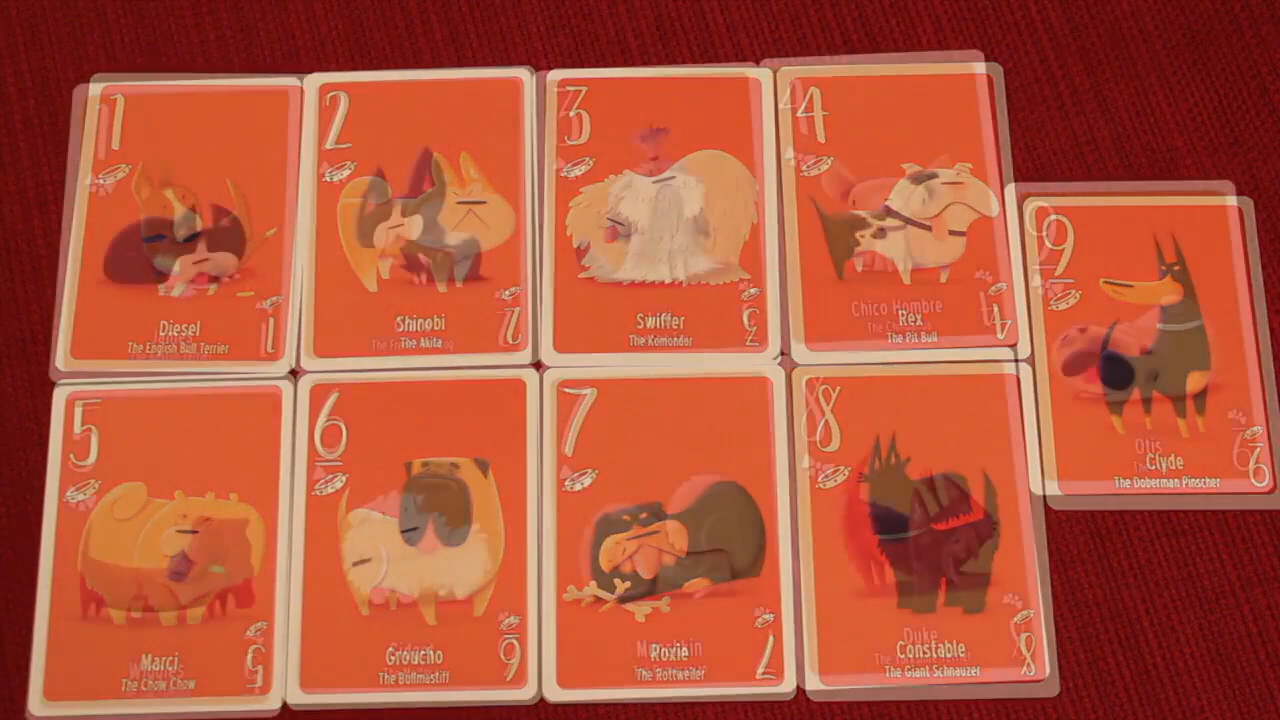 1
Diesel
The English Bull Terrier
1
2
Shinobi
The Akita
2
3
Swiffer
The Komondor
3
4
Chico Hombre
Rex
The Pit Bull
4
9
Otis
Clyde
The Doberman Pinscher
9
5
Marci
The Chow Chow
5
6
Groucho
The Bullmastiff
6
7
Roxie
The Rottweiler
7
8
Duke
Constable
The Giant Schnauzer
8